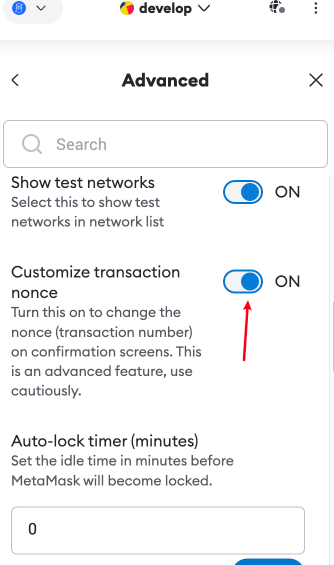 develop
Advanced
Search
Show test networks
ON
Select this to show test
networks in network list
Customize transaction
nonce
ON
Turn this on to change the
nonce (transaction number)
on confirmation screens. This
is an advanced feature, use
cautiously.
Auto-lock timer (minutes)
Set the idle time in minutes before
MetaMask will become locked.
0